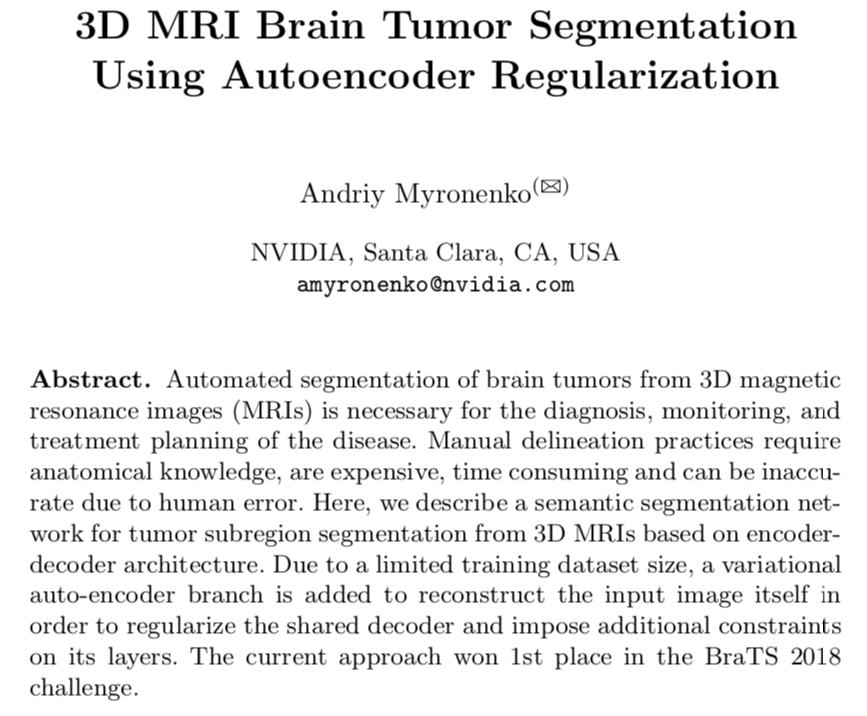 3D MRI Brain Tumor Segmentation
Using Autoencoder Regularization
Andriy Myronenko(✉)
NVIDIA, Santa Clara, CA, USA
amyronenko@nvidia.com
Abstract. Automated segmentation of brain tumors from 3D magnetic
resonance images (MRIs) is necessary for the diagnosis, monitoring, and
treatment planning of the disease. Manual delineation practices require
anatomical knowledge, are expensive, time consuming and can be inaccu-
rate due to human error. Here, we describe a semantic segmentation net-
work for tumor subregion segmentation from 3D MRIs based on encoder-
decoder architecture. Due to a limited training dataset size, a variational
auto-encoder branch is added to reconstruct the input image itself in
order to regularize the shared decoder and impose additional constraints
on its layers. The current approach won 1st place in the BraTS 2018
challenge.